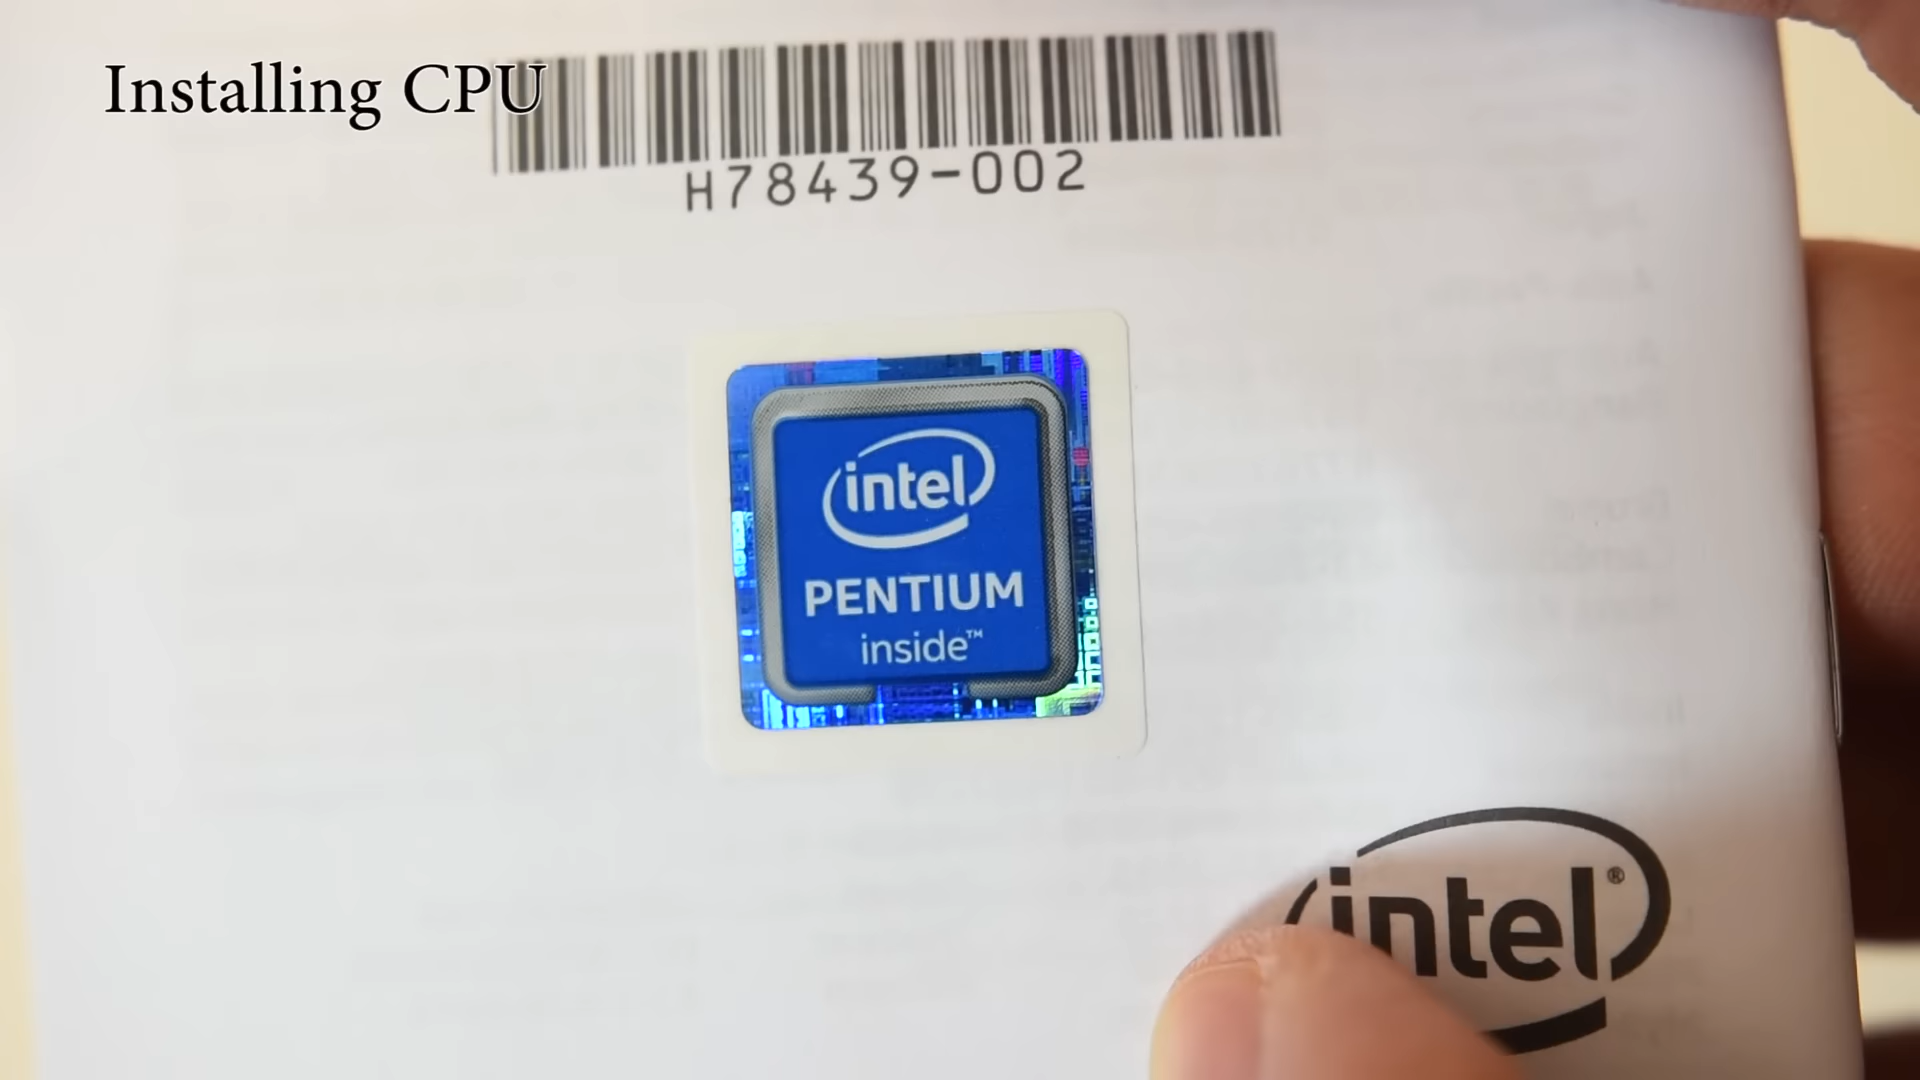 Installing CPU
H78439-002
intel
PENTIUM
inside™
intel®